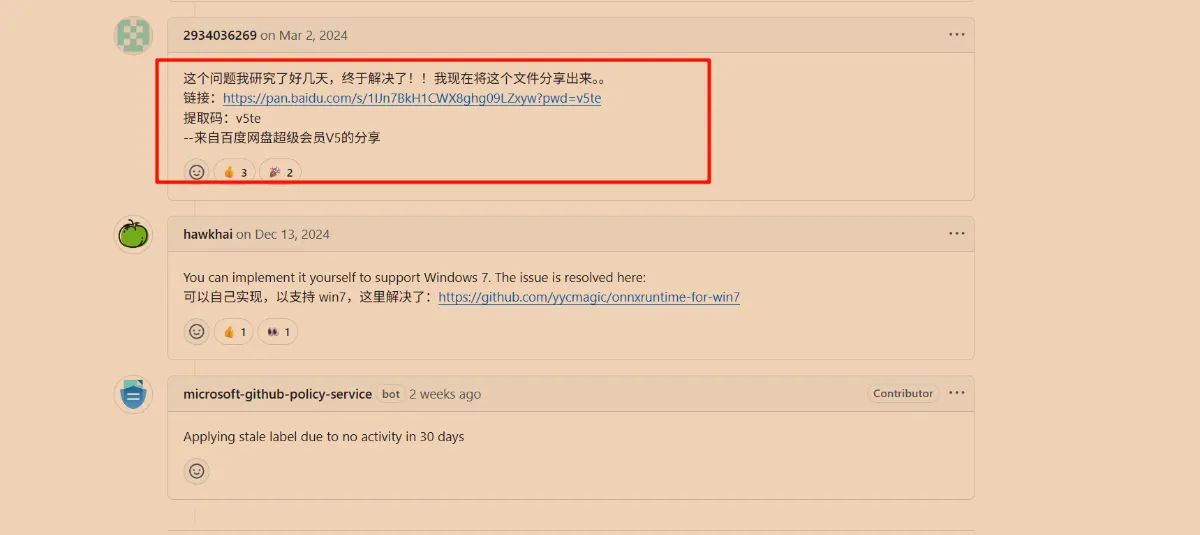 2934036269 on Mar 2, 2024
这个问题我研究了好几天，终于解决了！！我现在将这个文件分享出来。。
链接：https://pan.baidu.com/s/1IJn7BkH1CWX8ghg09LZxyw?pwd=v5te
提取码：v5te
--来自百度网盘超级会员V5的分享
3 2
hawkhai on Dec 13, 2024
You can implement it yourself to support Windows 7. The issue is resolved here:
可以自己实现，以支持 win7，这里解决了：https://github.com/yycmagic/onnxruntime-for-win7
1 1
microsoft-github-policy-service bot 2 weeks ago Contributor
Applying stale label due to no activity in 30 days